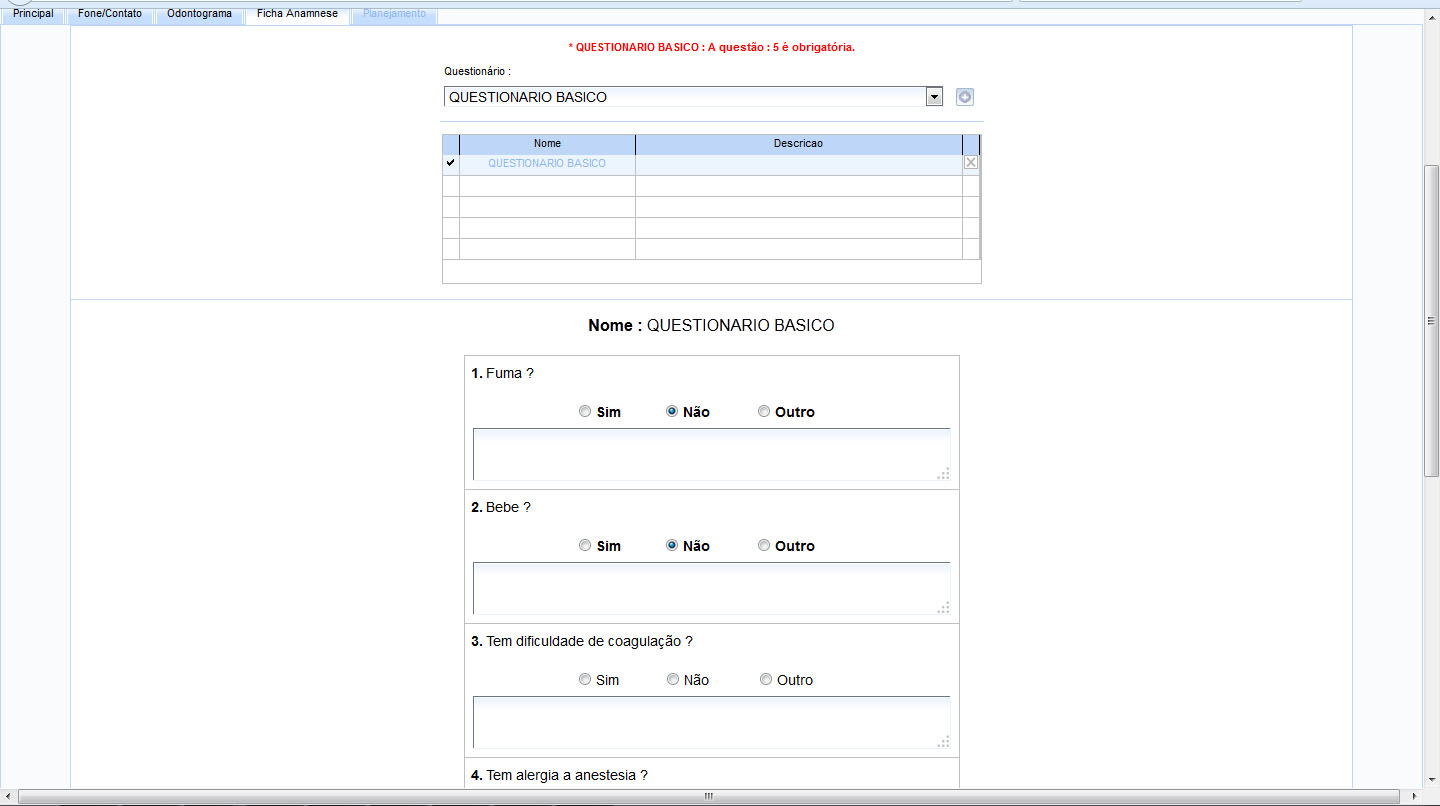 Principal Fone/Contato Odontograma Ficha Anamnese Planejamento
* QUESTIONARIO BASICO : A questão : 5 é obrigatória.
Questionário :
QUESTIONARIO BASICO
Nome Descricao
QUESTIONARIO BASICO
Nome : QUESTIONARIO BASICO
1. Fuma ?
Sim Não Outro
2. Bebe ?
Sim Não Outro
3. Tem dificuldade de coagulação ?
Sim Não Outro
4. Tem alergia a anestesia ?